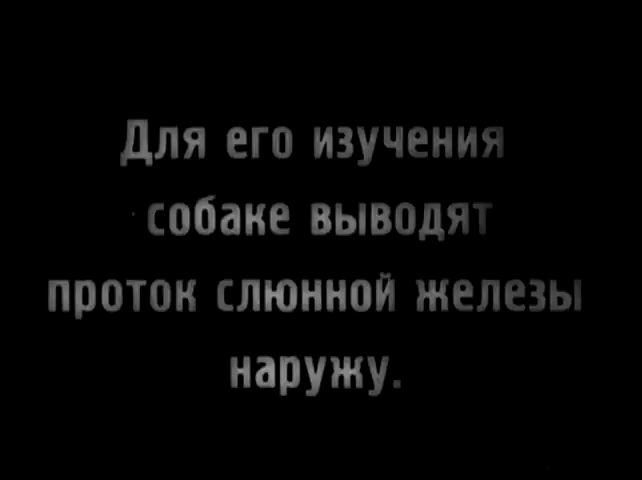 Для его изучения
собаке выводят
проток слюнной железы
наружу.